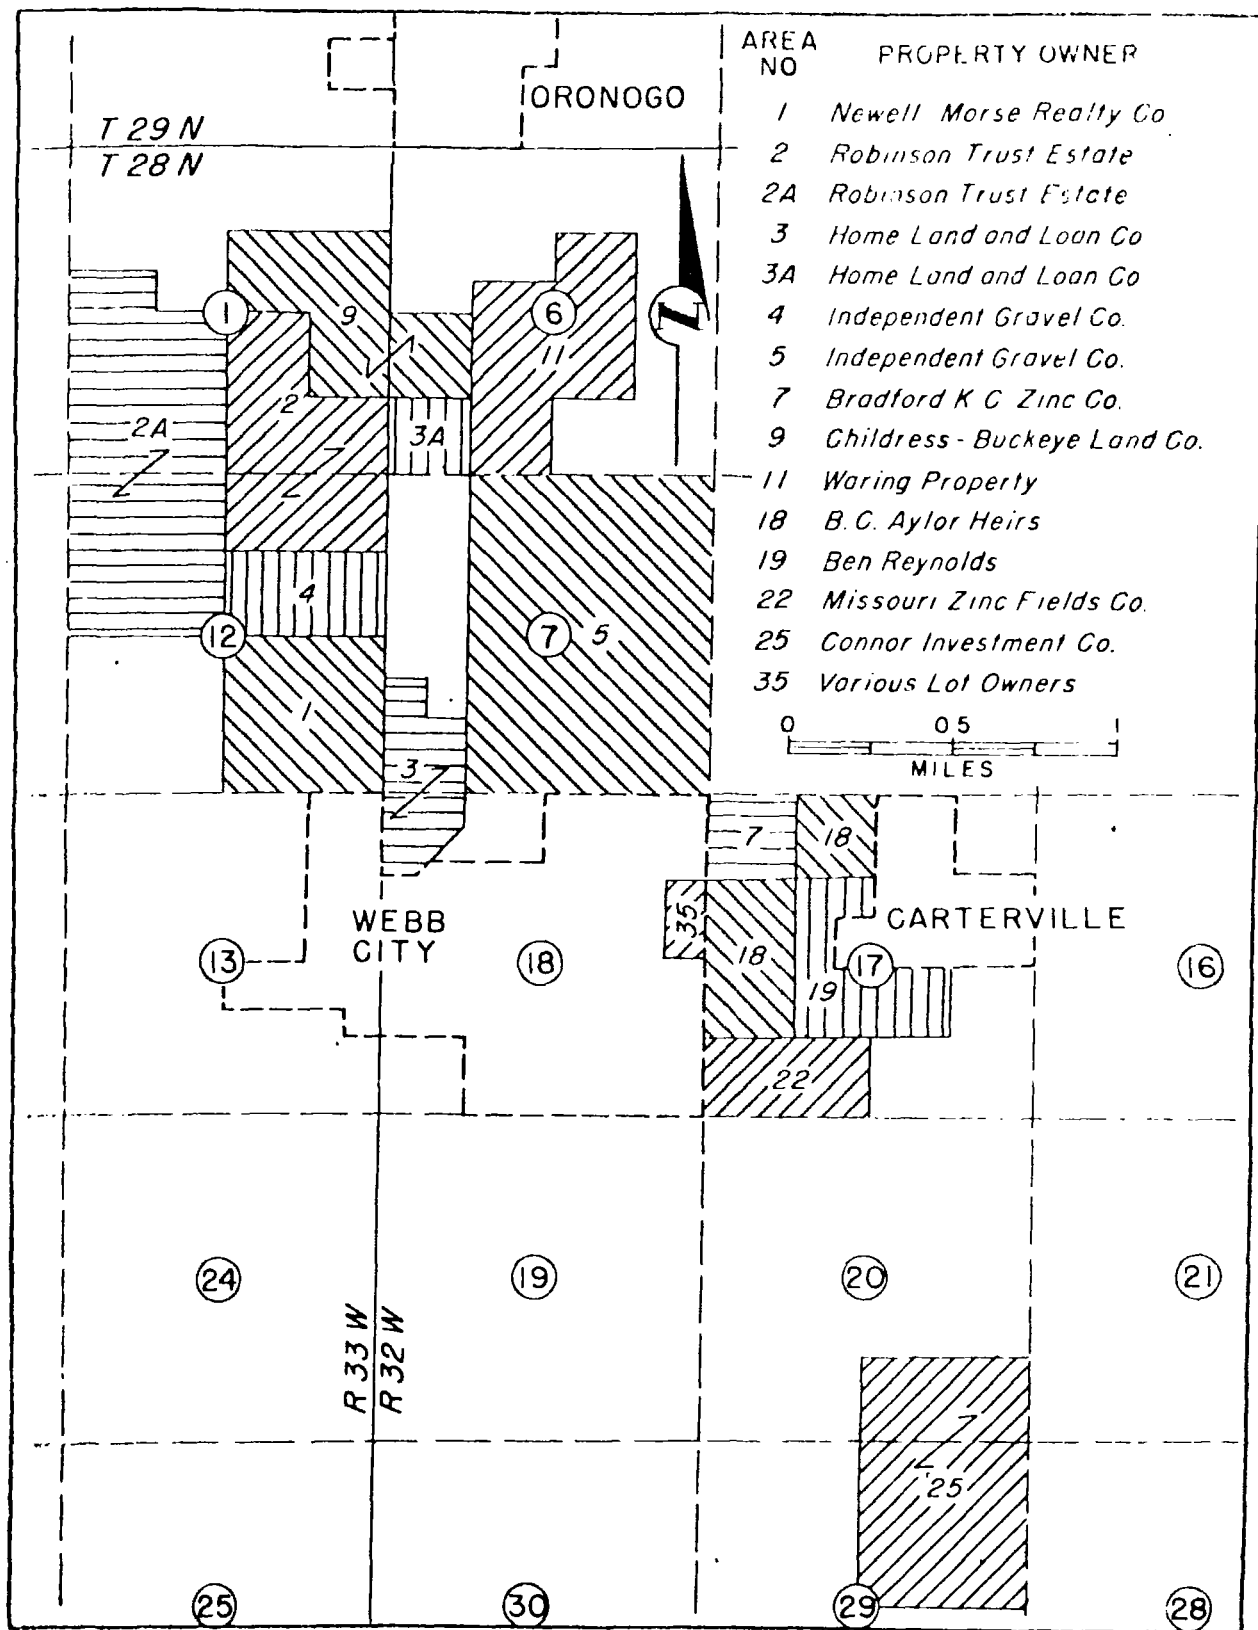 AREA NO PROPERTY OWNER
1 Newell Morse Realty Co
2 Robinson Trust Estate
2A Robinson Trust Estate
3 Home Land and Loan Co
3A Home Land and Loan Co
4 Independent Gravel Co.
5 Independent Gravel Co.
7 Bradford K C Zinc Co.
9 Childress - Buckeye Land Co.
11 Waring Property
18 B. C. Aylor Heirs
19 Ben Reynolds
22 Missouri Zinc Fields Co.
25 Connor Investment Co.
35 Various Lot Owners
0 0 5 1
MILES
ORONOGO
T 29 N
T 28 N
N
1
9
6
11
2
2A
3A
4
12
7
5
1
3
7
18
WEBB
CITY
35
CARTERVILLE
13
18
18
19
17
16
22
24
19
20
21
R 33 W
R 32 W
25
25
30
29
28